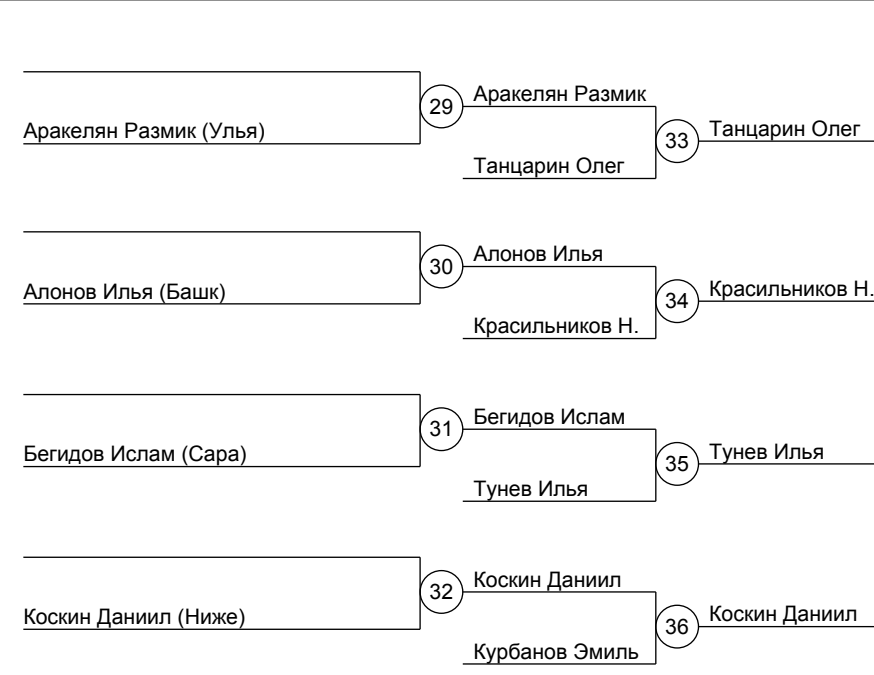 Аракелян Размик (Улья)
29
Аракелян Размик
Танцарин Олег
33
Танцарин Олег
Алонов Илья (Башк)
30
Алонов Илья
Красильников Н.
34
Красильников Н.
Бегидов Ислам (Сара)
31
Бегидов Ислам
Тунев Илья
35
Тунев Илья
Коскин Даниил (Ниже)
32
Коскин Даниил
Курбанов Эмиль
36
Коскин Даниил